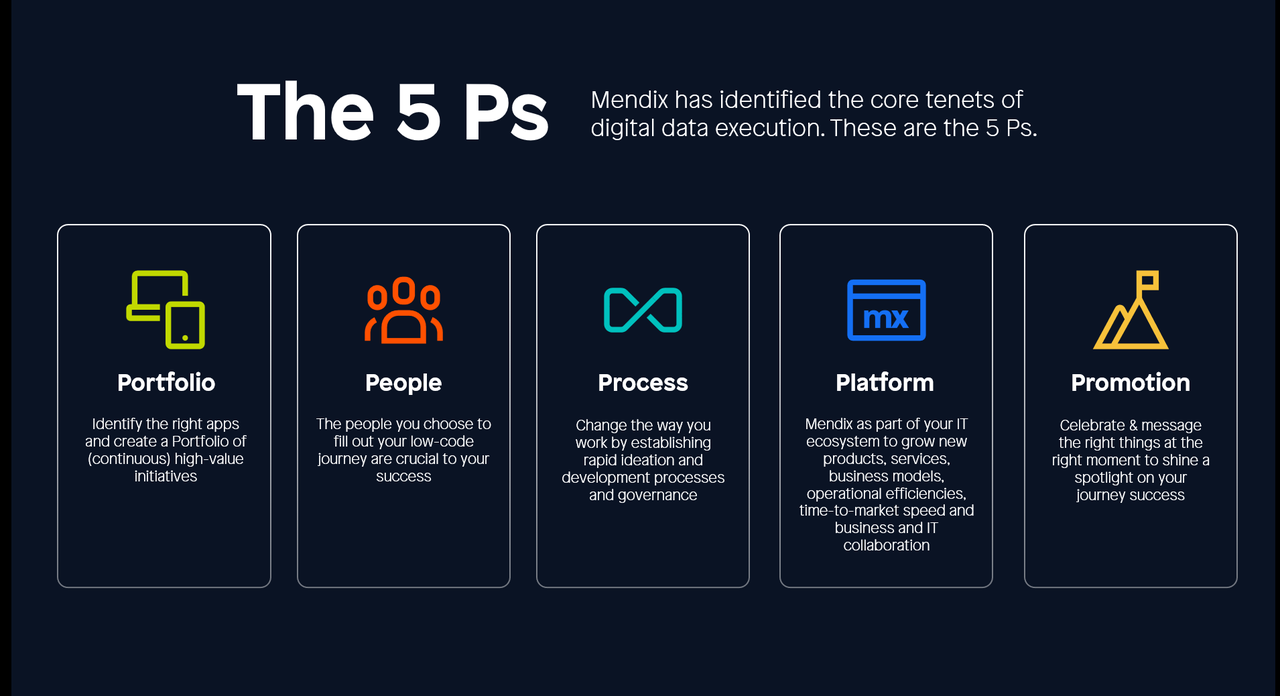 The 5 Ps
Mendix has identified the core tenets of
digital data execution. These are the 5 Ps.
Portfolio
Identify the right apps
and create a Portfolio of
(continuous) high-value
initiatives
People
The people you choose to
fill out your low-code
journey are crucial to your
success
Process
Change the way you
work by establishing
rapid ideation and
development processes
and governance
mx
Platform
Mendix as part of your IT
ecosystem to grow new
products, services,
business models,
operational efficiencies,
time-to-market speed and
business and IT
collaboration
Promotion
Celebrate & message
the right things at the
right moment to shine a
spotlight on your
journey success